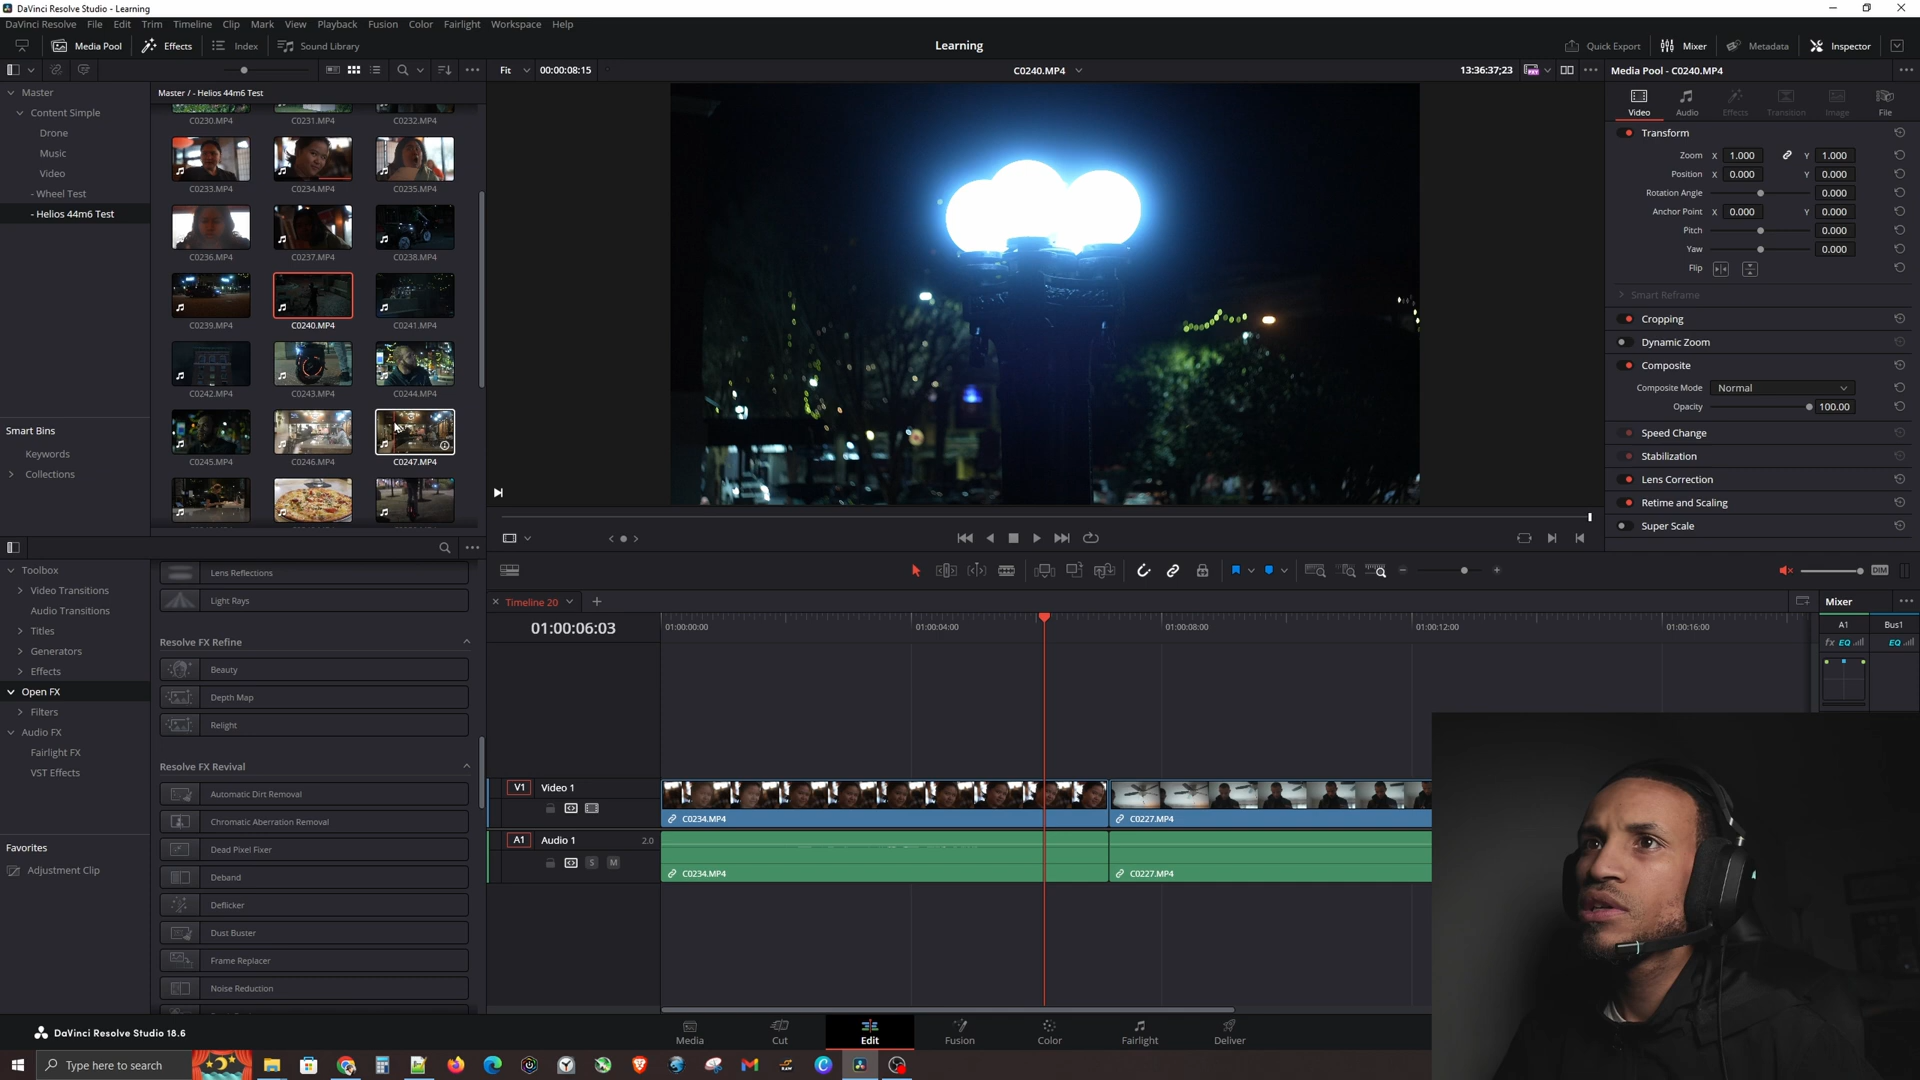 DaVinci Resolve Studio - Learning
DaVinci Resolve File Edit Trim Timeline Clip Mark View Playback Fusion Color Fairlight Workspace Help
Media Pool Effects Index Sound Library Learning Quick Export Mixer Metadata Inspector
Fit 00:00:08:15 C0240.MP4 13:36:37;23 Media Pool - C0240.MP4
Master
Content Simple
Drone
Music
Video
- Wheel Test
- Helios 44m6 Test
Smart Bins
Keywords
Collections
Master / - Helios 44m6 Test
C0230.MP4 C0231.MP4 C0232.MP4
C0233.MP4 C0234.MP4 C0235.MP4
C0236.MP4 C0237.MP4 C0238.MP4
C0239.MP4 C0240.MP4 C0241.MP4
C0242.MP4 C0243.MP4 C0244.MP4
C0245.MP4 C0246.MP4 C0247.MP4
Video Audio Effects Transition Image File
Transform
Zoom X 1.000 Y 1.000
Position X 0.000 Y 0.000
Rotation Angle 0.000
Anchor Point X 0.000 Y 0.000
Pitch 0.000
Yaw 0.000
Flip
Smart Reframe
Cropping
Dynamic Zoom
Composite
Composite Mode Normal
Opacity 100.00
Speed Change
Stabilization
Lens Correction
Retime and Scaling
Super Scale
Toolbox
Video Transitions
Audio Transitions
Titles
Generators
Effects
Open FX
Filters
Audio FX
Fairlight FX
VST Effects
Favorites
Adjustment Clip
Lens Reflections
Light Rays
Resolve FX Refine
Beauty
Depth Map
Relight
Resolve FX Revival
Automatic Dirt Removal
Chromatic Aberration Removal
Dead Pixel Fixer
Deband
Deflicker
Dust Buster
Frame Replacer
Noise Reduction
DIM
Timeline 20
01:00:06:03
01:00:00:00 01:00:04:00 01:00:08:00 01:00:12:00 01:00:16:00
V1 Video 1
C0234.MP4 C0227.MP4
A1 Audio 1 2.0
S M
C0234.MP4 C0227.MP4
Mixer
A1 Bus1
fx EQ EQ
DaVinci Resolve Studio 18.6
Media Cut Edit Fusion Color Fairlight Deliver
Type here to search